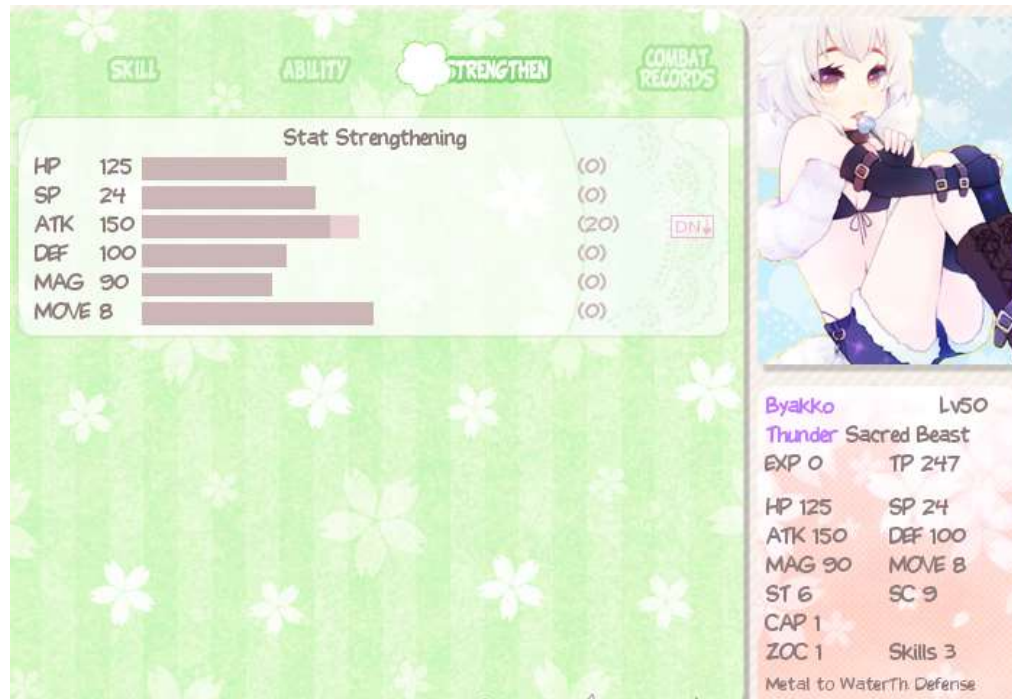 SKILL ABILITY STRENGTHEN COMBAT RECORDS
Stat Strengthening
HP 125 (0)
SP 24 (0)
ATK 150 (20) DN↓
DEF 100 (0)
MAG 90 (0)
MOVE 8 (0)
Byakko Lv50
Thunder Sacred Beast
EXP 0 TP 247
HP 125 SP 24
ATK 150 DEF 100
MAG 90 MOVE 8
ST 6 SC 9
CAP 1
ZOC 1 Skills 3
Metal to WaterTh Defense